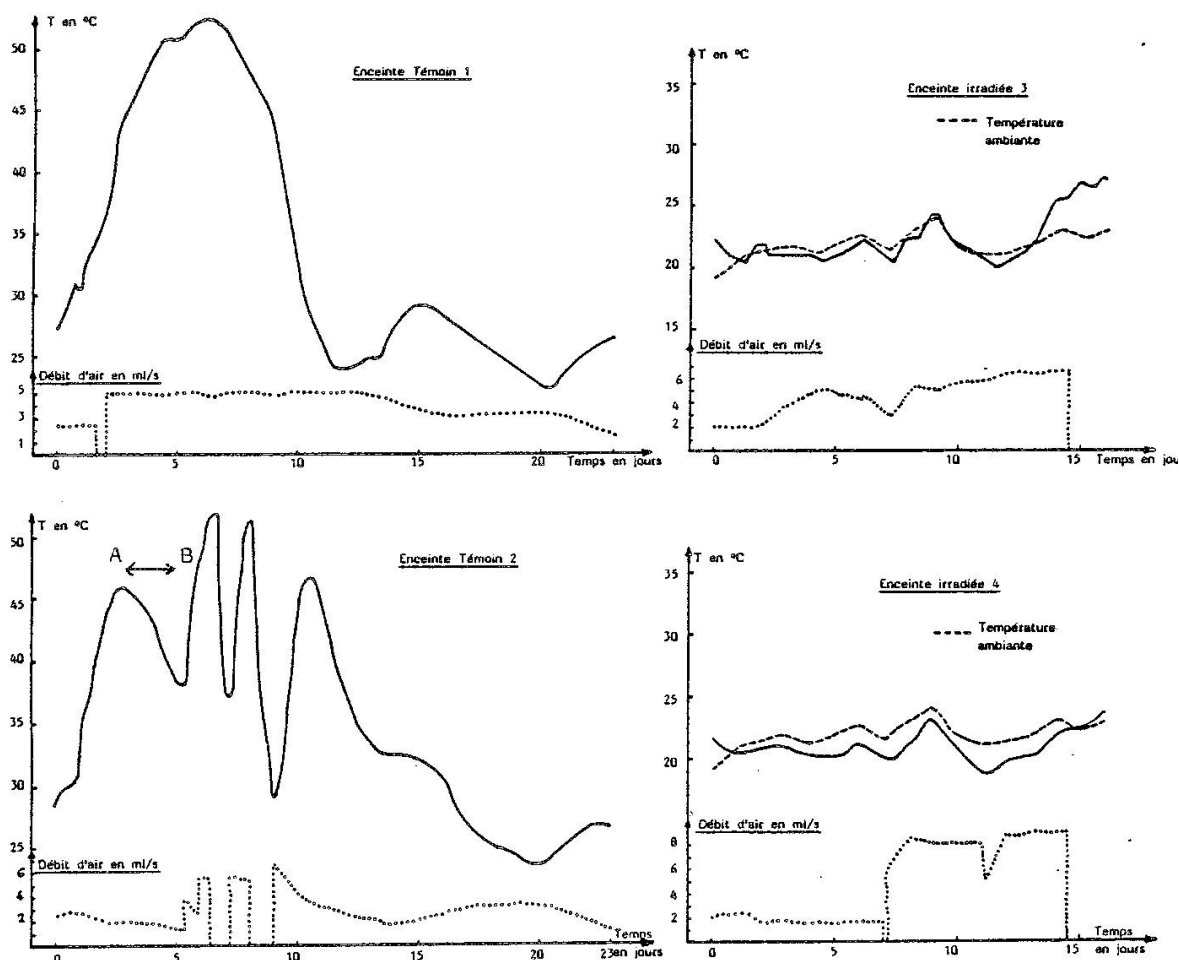 T en °C
50
45
40
35
30
25
Enceinte Témoin 1
Débit d'air en ml/s
5
3
1
0
5
10
15
20
Temps en jours
T en °C
35
30
25
20
15
Enceinte irradiée 3
Température
ambiante
Débit d'air en ml/s
6
4
2
0
5
10
15
Temps en jou
T en °C
50
45
40
35
30
25
A
B
Enceinte Témoin 2
Débit d'air en ml/s
6
4
2
0
5
10
15
20
23
Temps
en jours
T en °C
35
30
25
20
Enceinte irradiée 4
Température
ambiante
Débit d'air en ml/s
8
6
4
2
0
5
10
15
Temps
en jours